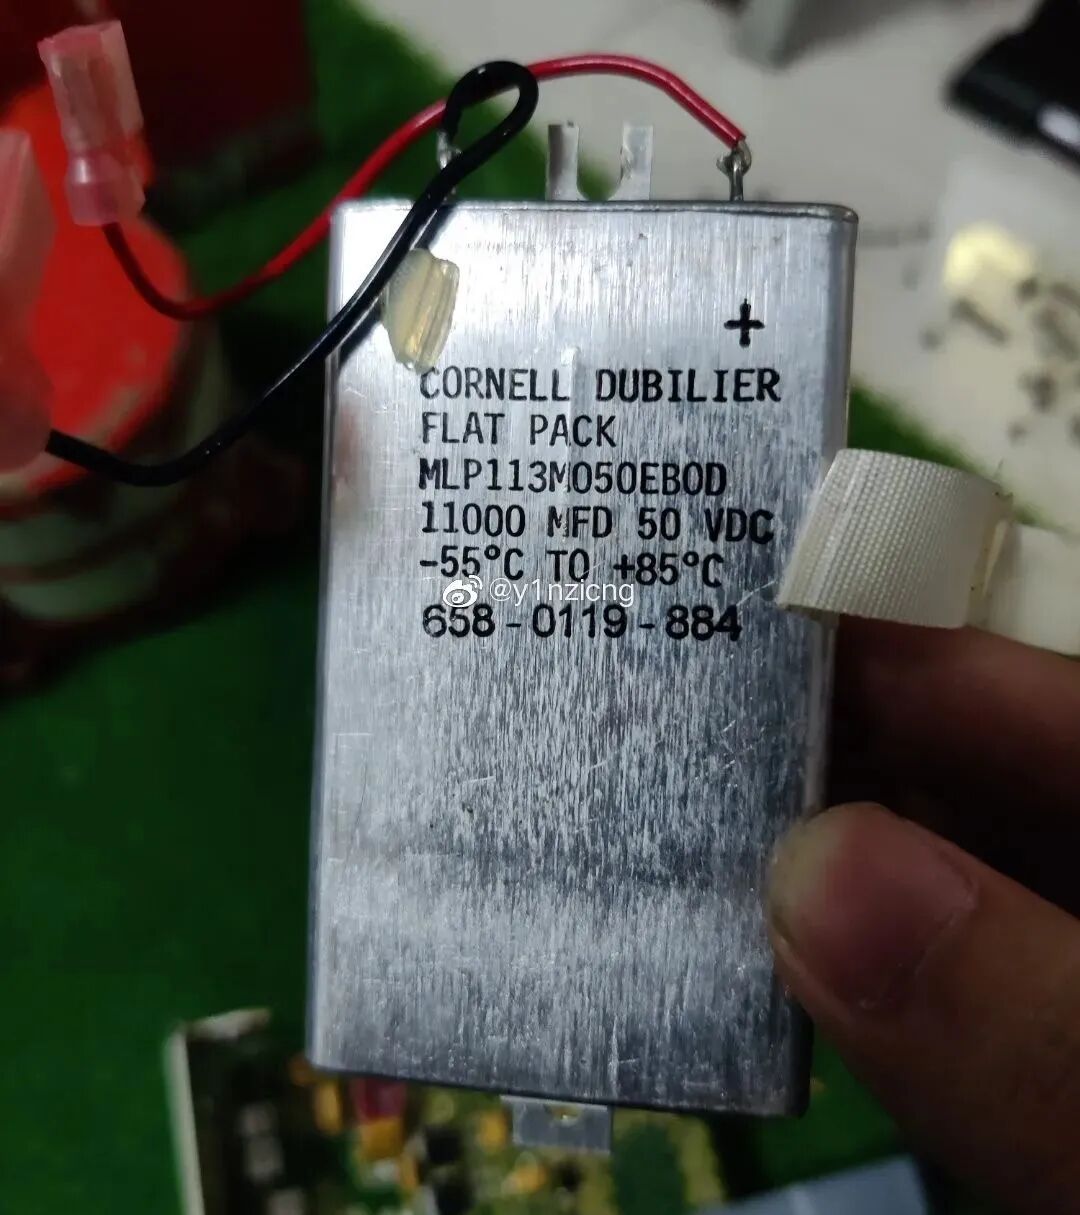 +
CORNELL DUBILIER
FLAT PACK
MLP113M050EB0D
11000 MFD 50 VDC
-55°C TO +85°C
@y1nzicng
658-0119-884